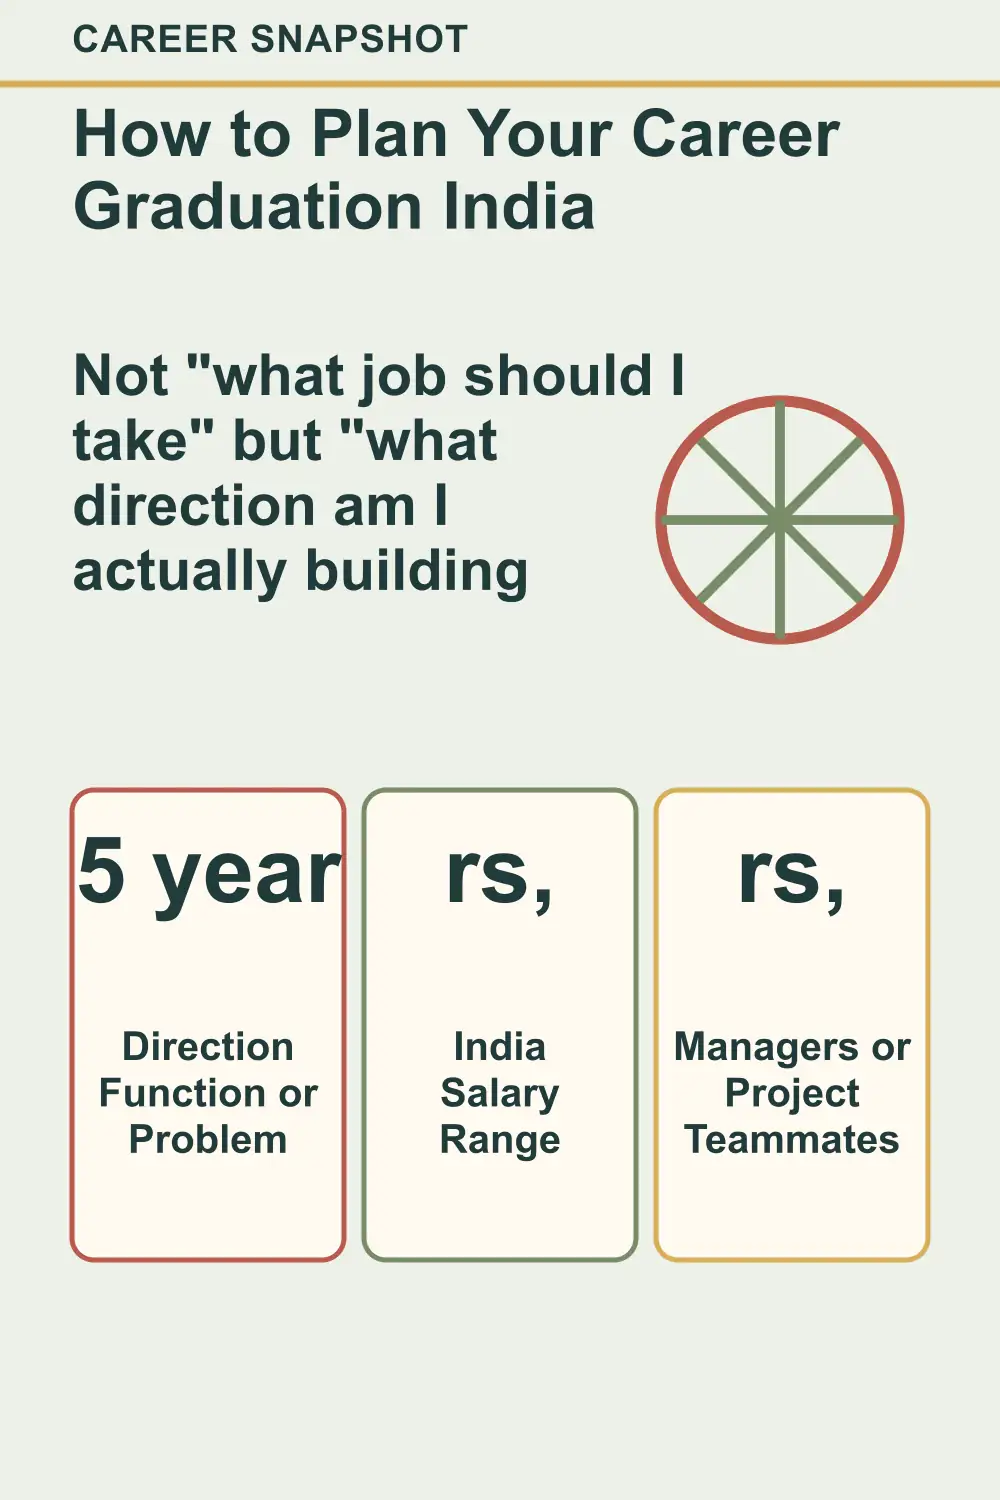 CAREER SNAPSHOT
How to Plan Your Career
Graduation India
Not "what job should I
take" but "what
direction am I
actually building
5 year
rs,
rs,
Direction
Function or
Problem
India
Salary
Range
Managers or
Project
Teammates